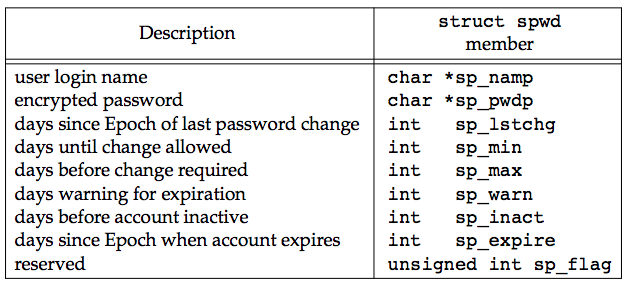 Description struct spwd
member
user login name char *sp_namp
encrypted password char *sp_pwdp
days since Epoch of last password change int sp_lstchg
days until change allowed int sp_min
days before change required int sp_max
days warning for expiration int sp_warn
days before account inactive int sp_inact
days since Epoch when account expires int sp_expire
reserved unsigned int sp_flag